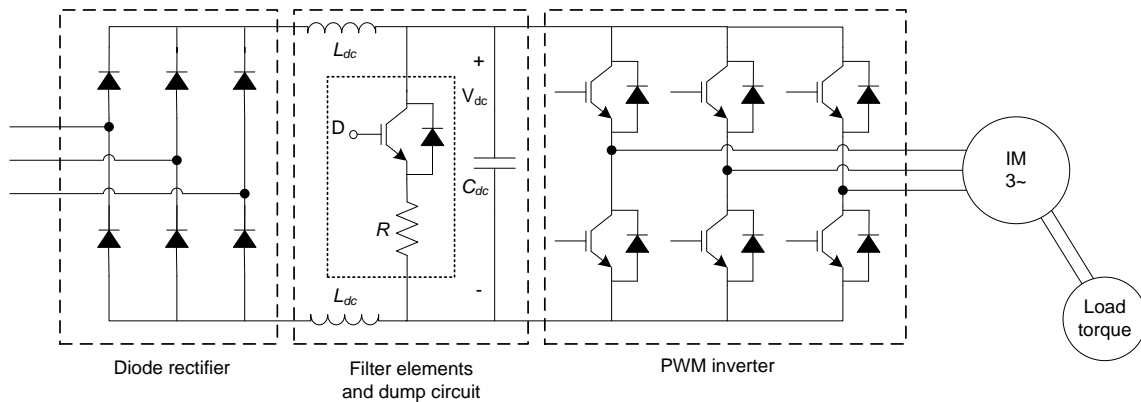 L_dc
+
V_dc
D
C_dc
R
-
L_dc
IM
3~
Load
torque
Diode rectifier
Filter elements
and dump circuit
PWM inverter